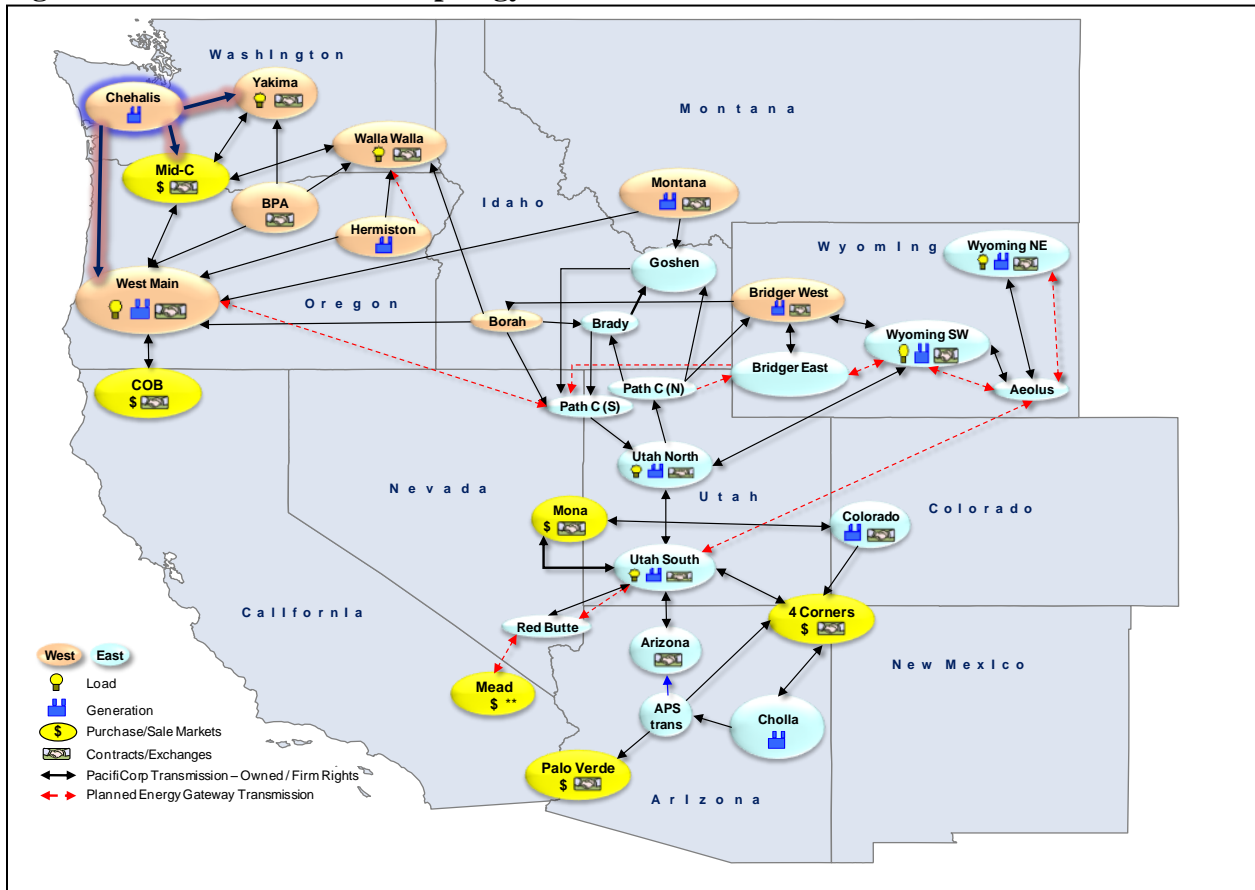 WashIngton
Yakima
Chehalis
Walla Walla
Montana
Mid-C
$
BPA
Idaho
Montana
Hermiston
WyomIng
Wyoming NE
Goshen
West Main
Oregon
Bridger West
Borah
Brady
Wyoming SW
Bridger East
COB
$
Path C (N)
Aeolus
Path C (S)
Utah North
Nevada
Utah
Mona
$
Colorado
Colorado
Utah South
CalIfornIa
4 Corners
$
Red Butte
Arizona
New MexIco
West
East
Load
Mead
$ **
Generation
APS
trans
Cholla
$
Purchase/Sale Markets
Contracts/Exchanges
Palo Verde
$
PacifiCorp Transmission – Owned / Firm Rights
ArIzona
Planned Energy Gateway Transmission